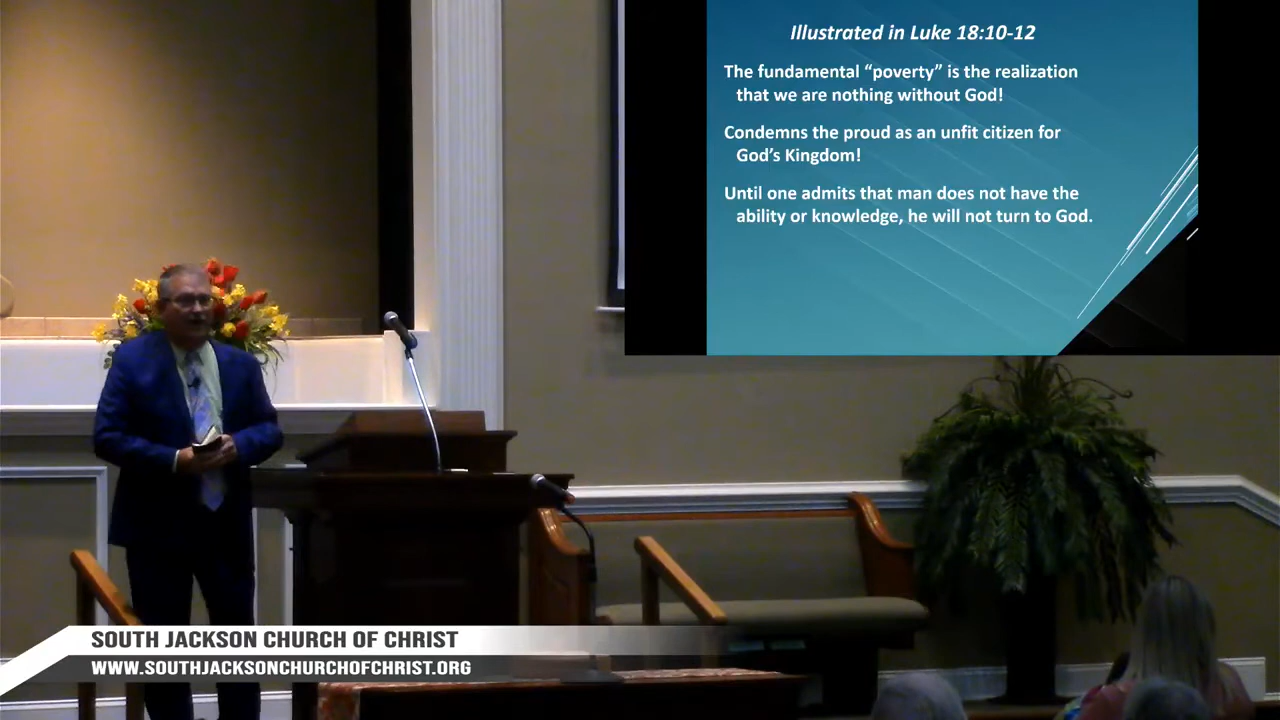 Illustrated in Luke 18:10-12
The fundamental “poverty” is the realization
that we are nothing without God!
Condemns the proud as an unfit citizen for
God’s Kingdom!
Until one admits that man does not have the
ability or knowledge, he will not turn to God.
SOUTH JACKSON CHURCH OF CHRIST
WWW.SOUTHJACKSONCHURCHOFCHRIST.ORG